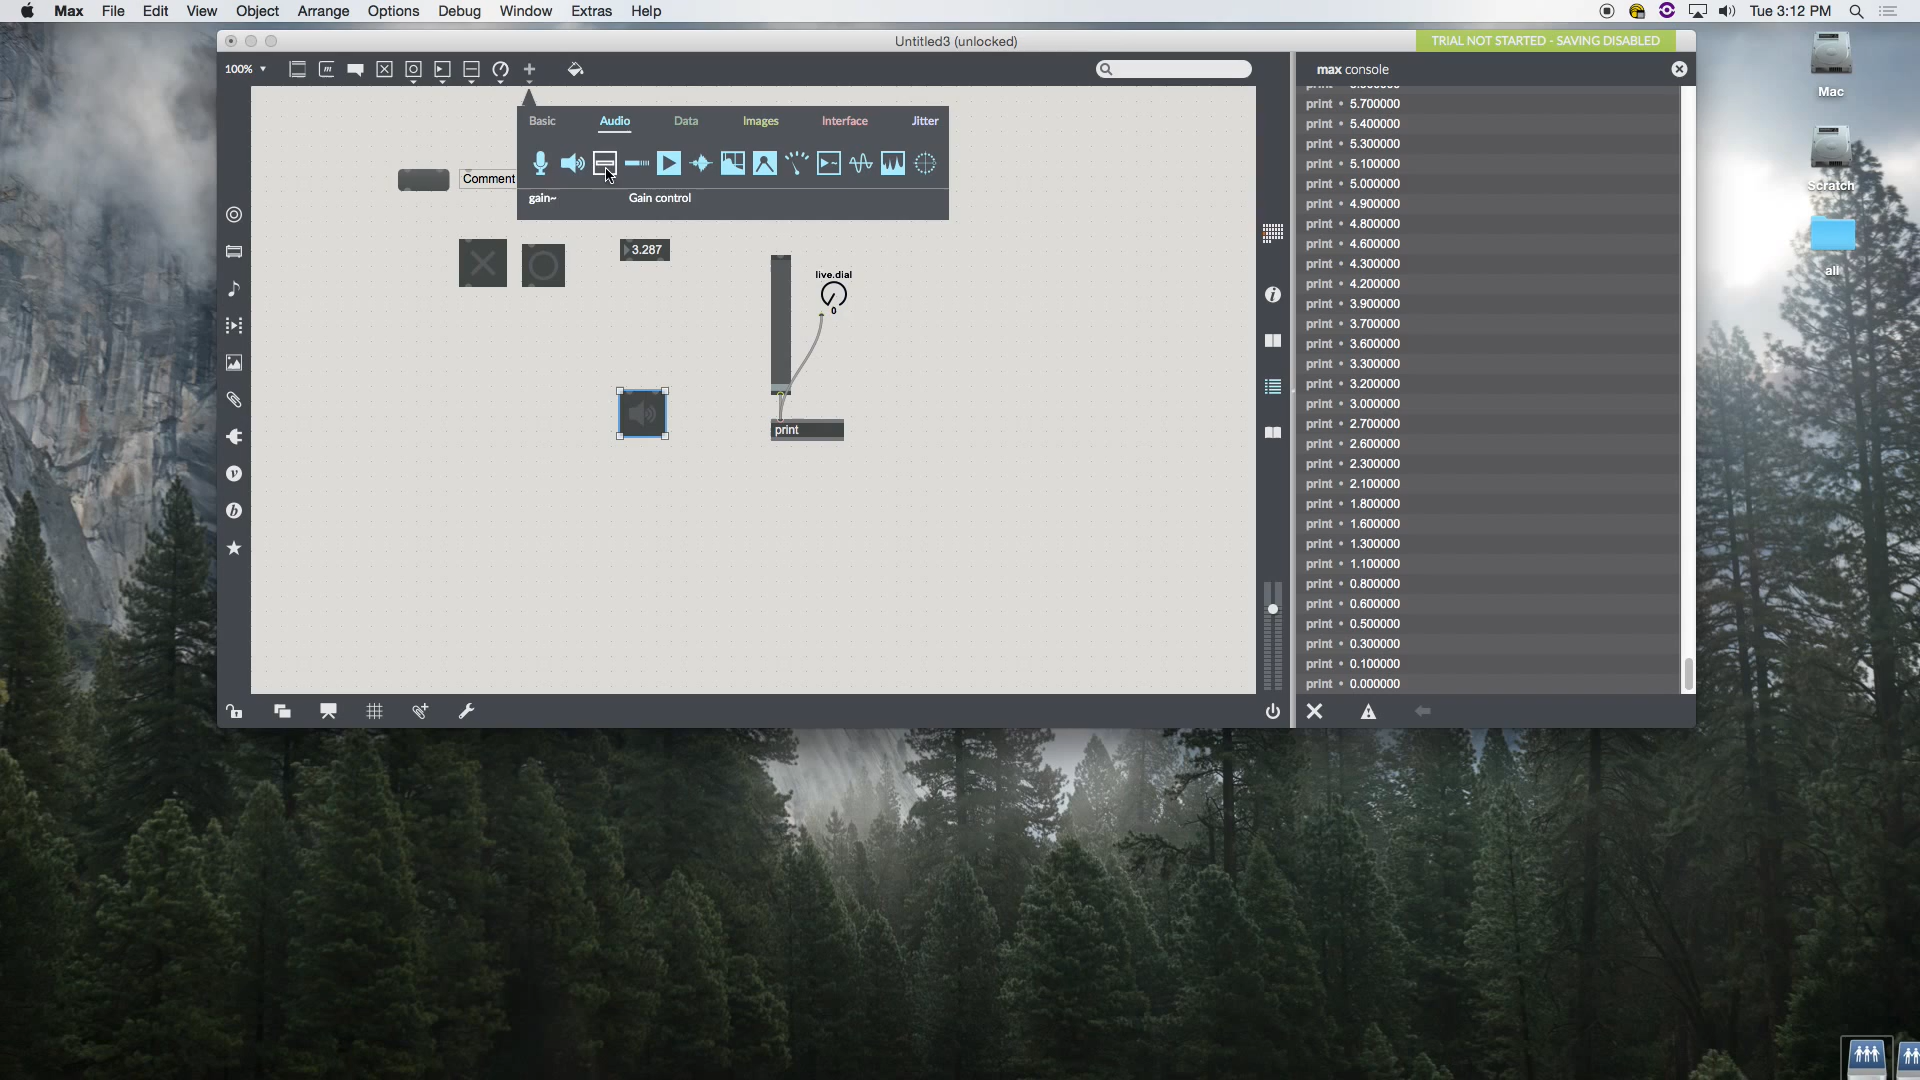 Max File Edit View Object Arrange Options Debug Window Extras Help
Tue 3:12 PM
Untitled3 (unlocked)
TRIAL NOT STARTED - SAVING DISABLED
100%
max console
Basic Audio Data Images Interface Jitter
gain~ Gain control
Comment
3.287
live.dial
0
print
print • 5.700000
print • 5.400000
print • 5.300000
print • 5.100000
print • 5.000000
print • 4.900000
print • 4.800000
print • 4.600000
print • 4.300000
print • 4.200000
print • 3.900000
print • 3.700000
print • 3.600000
print • 3.300000
print • 3.200000
print • 3.000000
print • 2.700000
print • 2.600000
print • 2.300000
print • 2.100000
print • 1.800000
print • 1.600000
print • 1.300000
print • 1.100000
print • 0.800000
print • 0.600000
print • 0.500000
print • 0.300000
print • 0.100000
print • 0.000000
Mac
Scratch
all